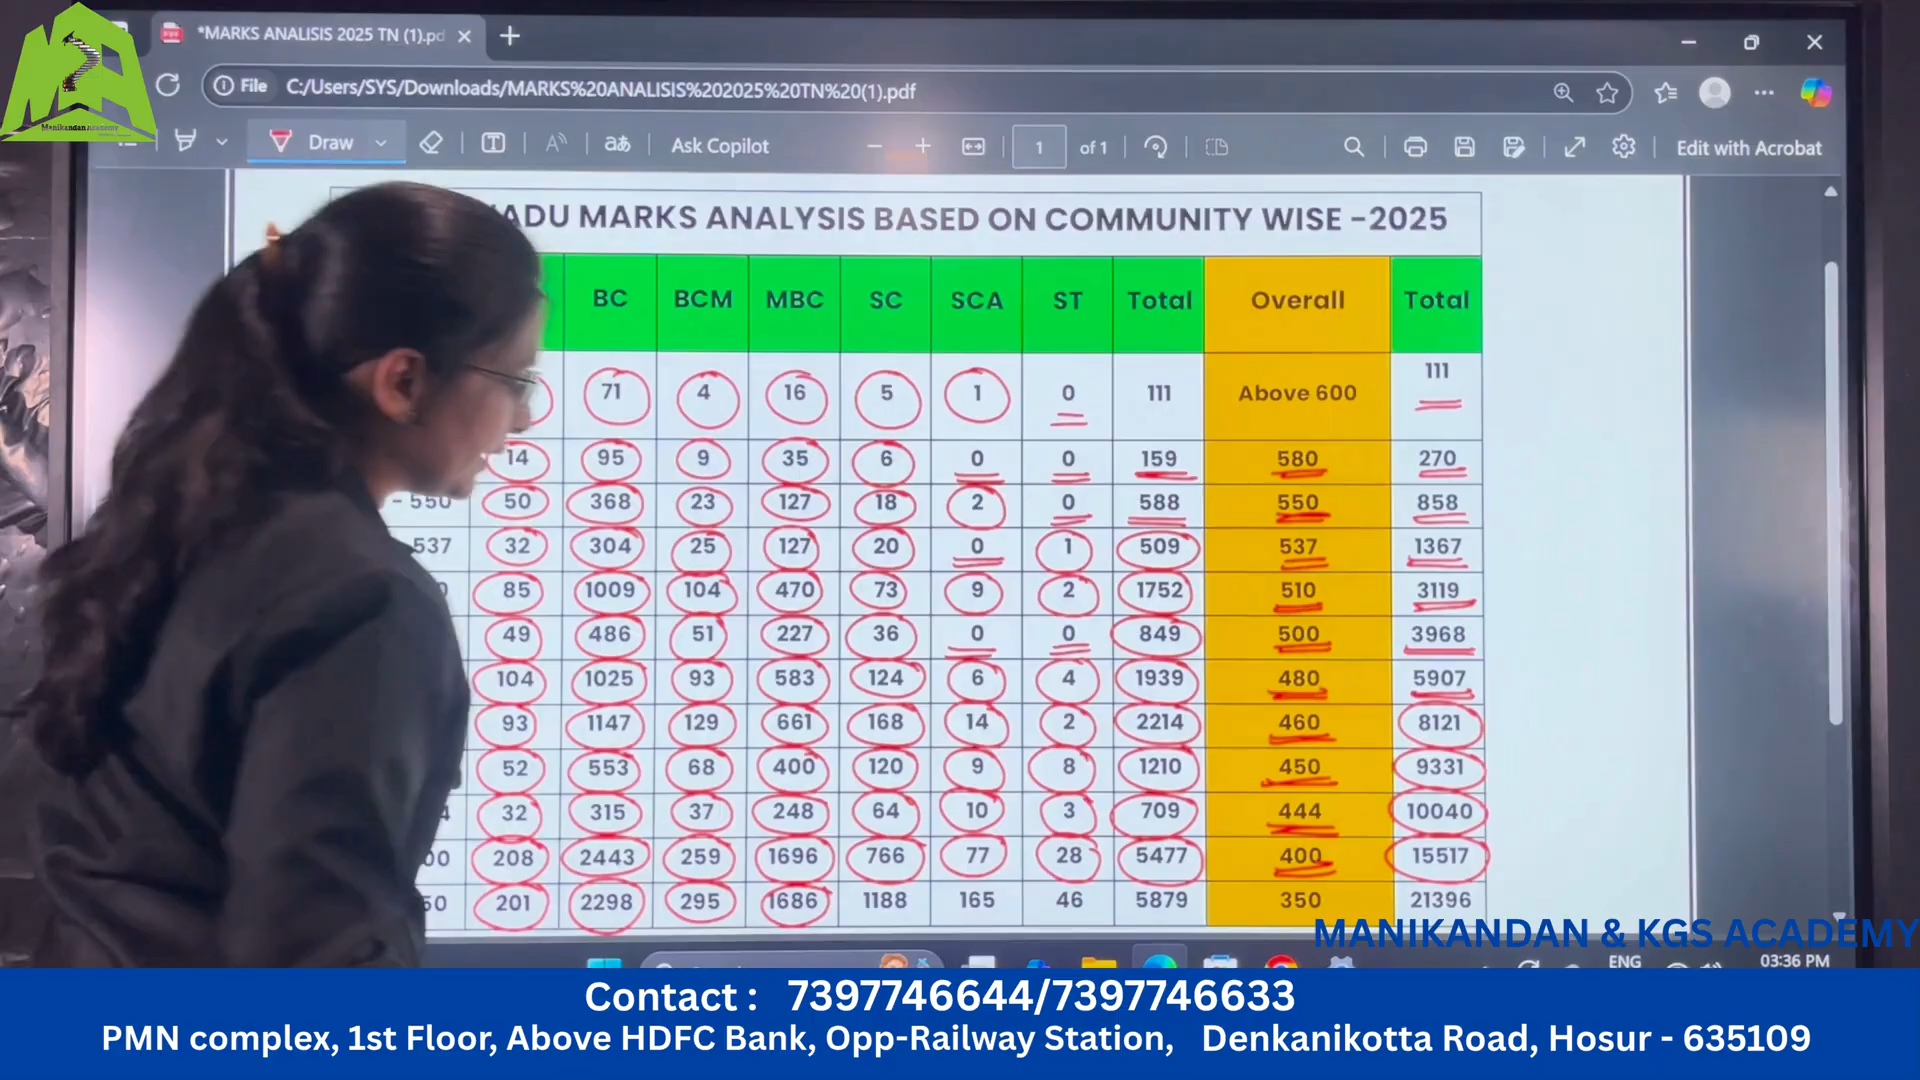 *MARKS ANALISIS 2025 TN (1).pd
File C:/Users/SYS/Downloads/MARKS%20ANALISIS%202025%20TN%20(1).pdf
Manikandan Academy
Draw Ask Copilot 1 of 1 Edit with Acrobat
ADU MARKS ANALYSIS BASED ON COMMUNITY WISE -2025
BC BCM MBC SC SCA ST Total Overall Total
71 4 16 5 1 0 111 Above 600 111
14 95 9 35 6 0 0 159 580 270
- 550 50 368 23 127 18 2 0 588 550 858
537 32 304 25 127 20 0 1 509 537 1367
85 1009 104 470 73 9 2 1752 510 3119
49 486 51 227 36 0 0 849 500 3968
104 1025 93 583 124 6 4 1939 480 5907
93 1147 129 661 168 14 2 2214 460 8121
52 553 68 400 120 9 8 1210 450 9331
4 32 315 37 248 64 10 3 709 444 10040
00 208 2443 259 1696 766 77 28 5477 400 15517
50 201 2298 295 1686 1188 165 46 5879 350 21396
MANIKANDAN & KGS ACADEMY
ENG 03:36 PM
Contact : 7397746644/7397746633
PMN complex, 1st Floor, Above HDFC Bank, Opp-Railway Station, Denkanikotta Road, Hosur - 635109